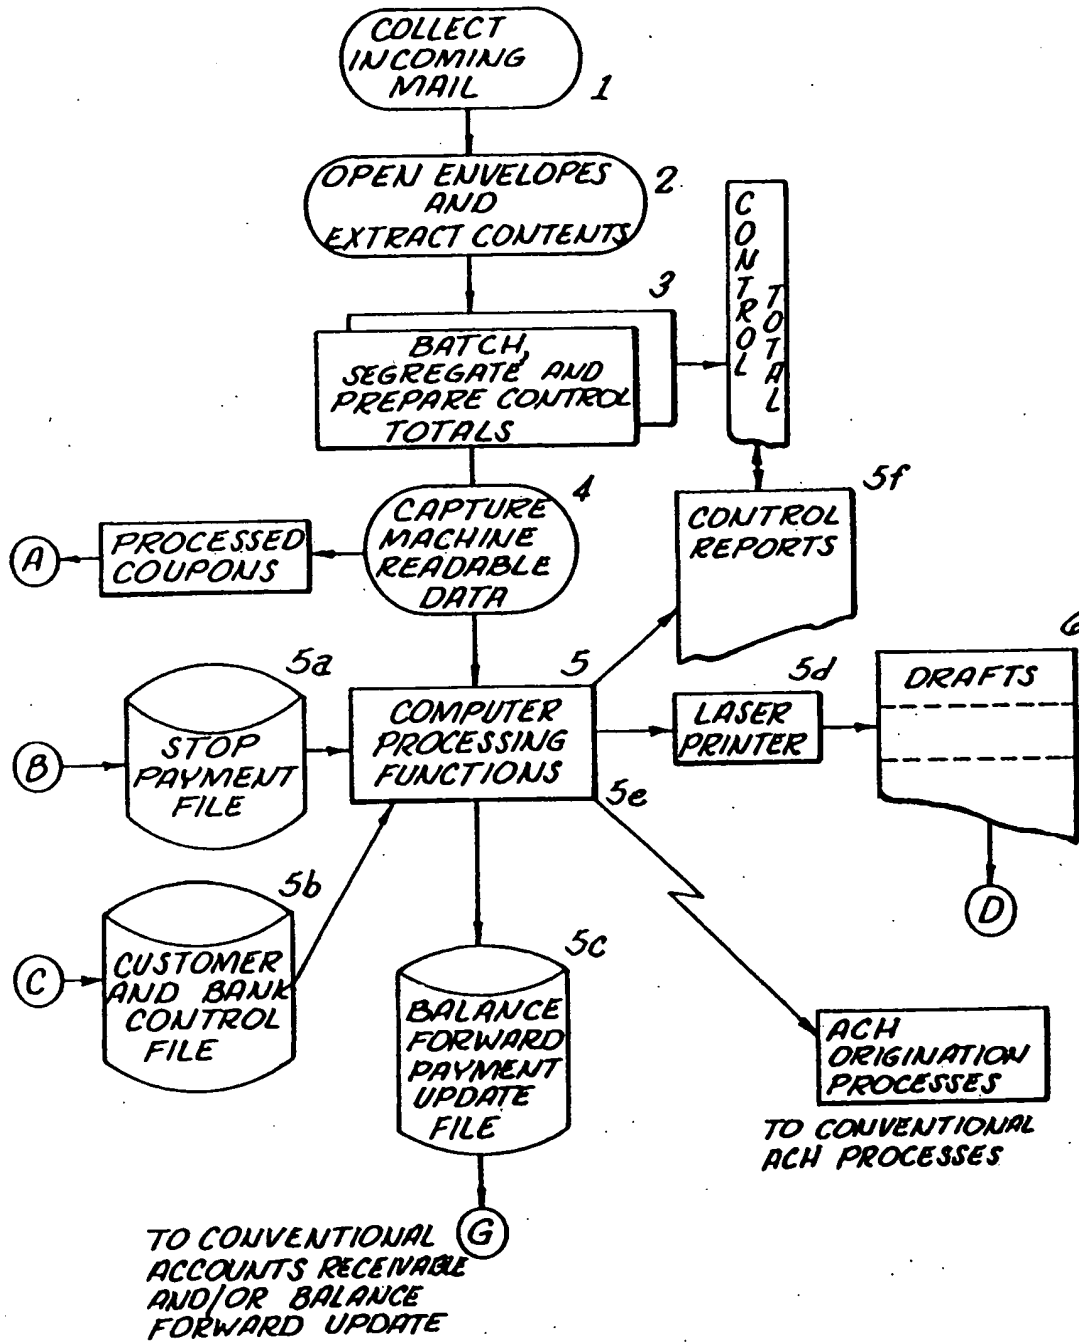 COLLECT
INCOMING
MAIL
1
OPEN ENVELOPES
AND
EXTRACT CONTENTS
2
CONTROL
TOTAL
3
BATCH,
SEGREGATE AND
PREPARE CONTROL
TOTALS
4
CAPTURE
MACHINE
READABLE
DATA
5f
CONTROL
REPORTS
A
PROCESSED
COUPONS
5a
STOP
PAYMENT
FILE
B
5
COMPUTER
PROCESSING
FUNCTIONS
5d
LASER
PRINTER
6
DRAFTS
D
5e
5b
CUSTOMER
AND BANK
CONTROL
FILE
C
5c
BALANCE
FORWARD
PAYMENT
UPDATE
FILE
ACH
ORIGINATION
PROCESSES
TO CONVENTIONAL
ACH PROCESSES
G
TO CONVENTIONAL
ACCOUNTS RECEIVABLE
AND/OR BALANCE
FORWARD UPDATE